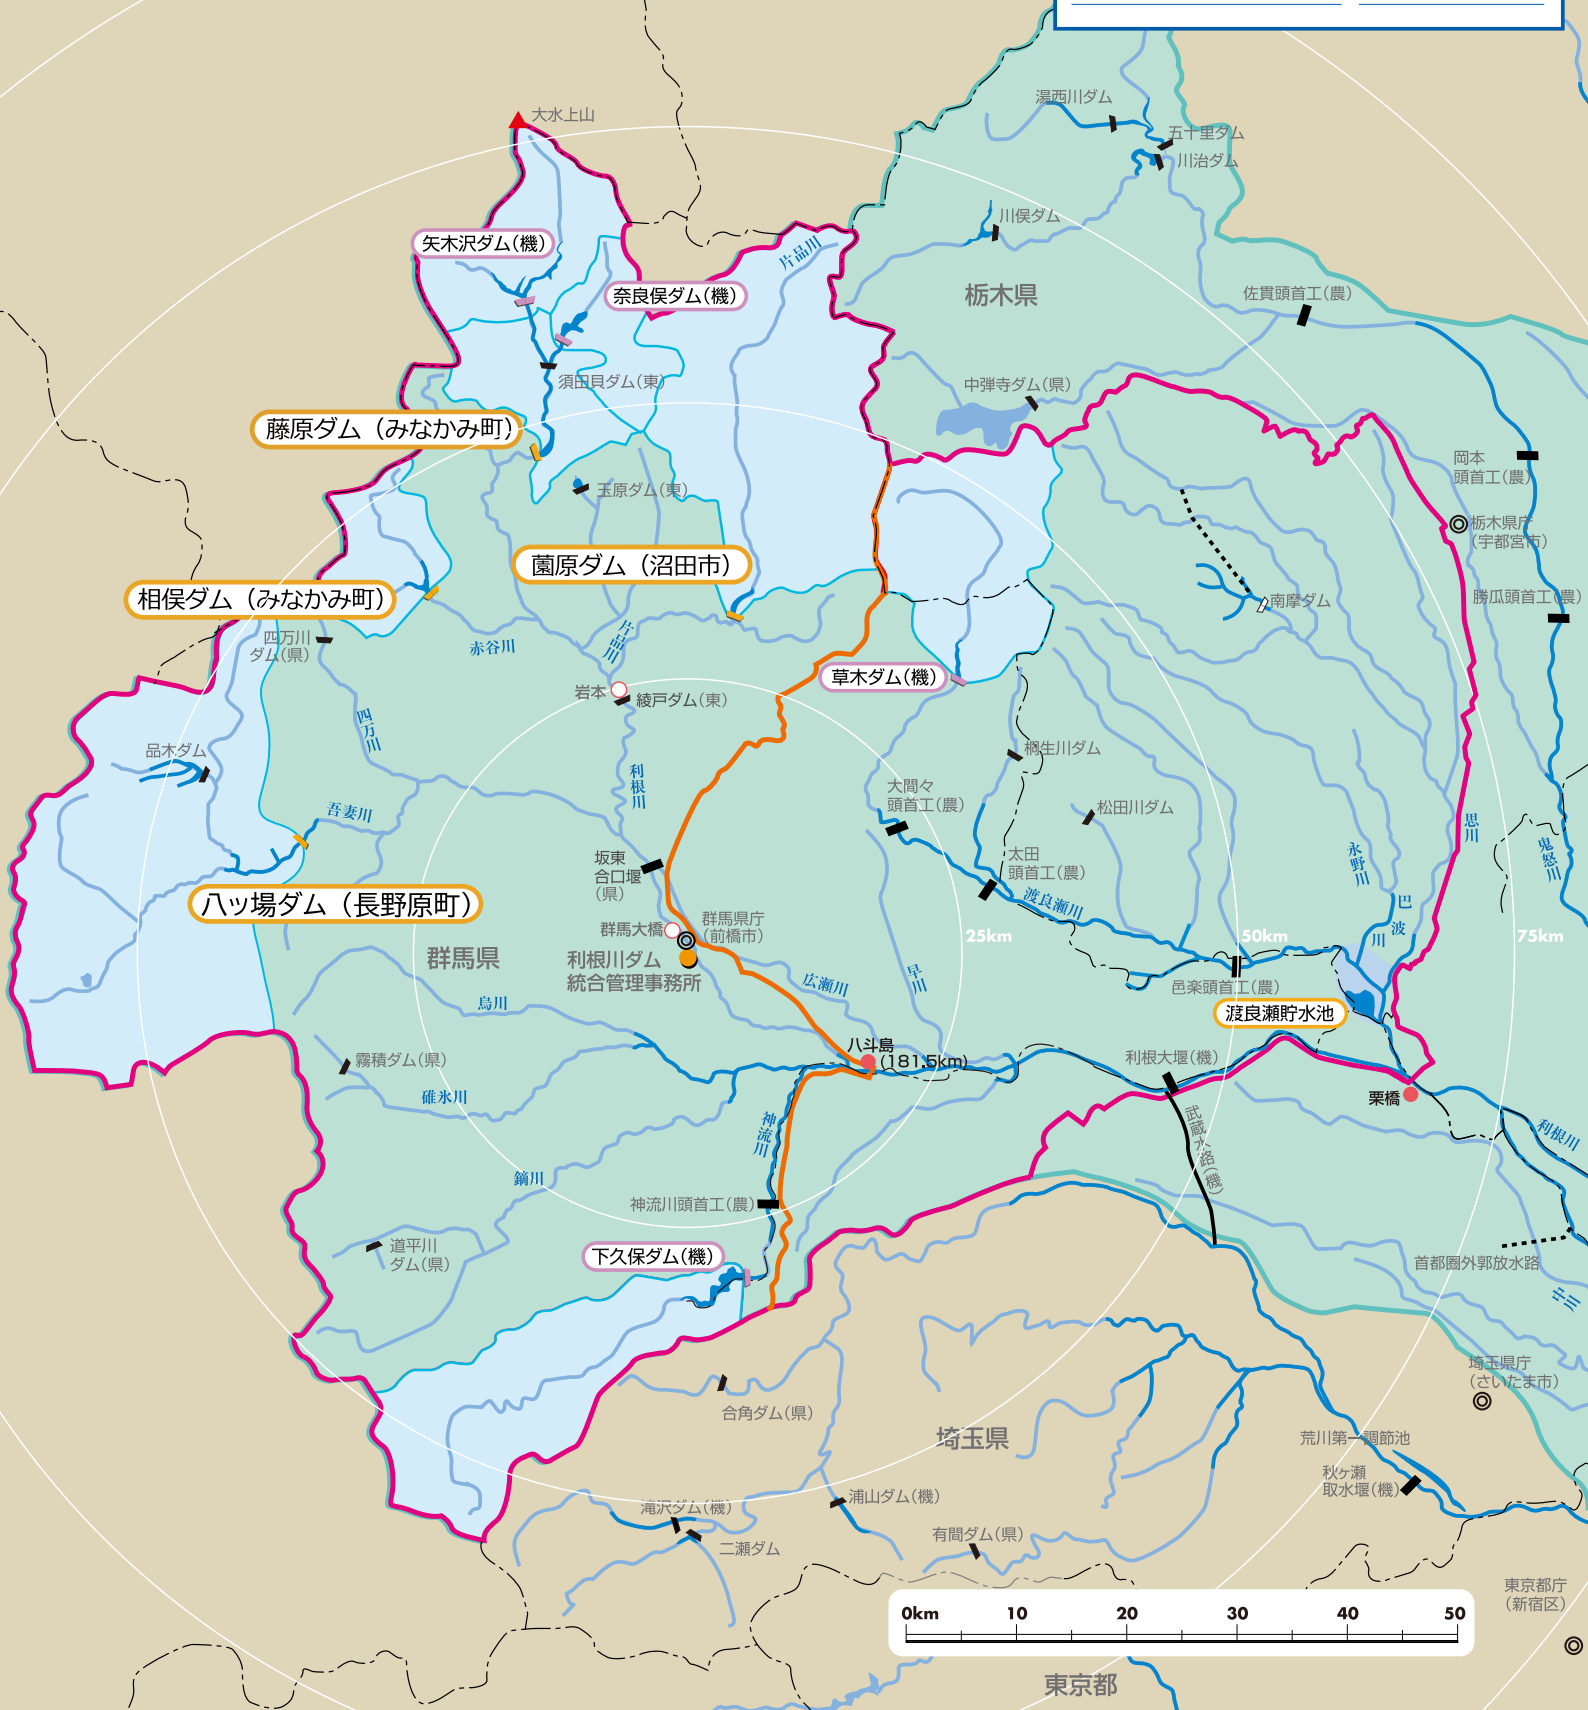 大水上山
湯西川ダム
五十里ダム
川治ダム
川俣ダム
矢木沢ダム(機)
片品川
奈良俣ダム(機)
栃木県
佐貫頭首工(農)
須田貝ダム(東)
中禅寺ダム(県)
藤原ダム（みなかみ町）
岡本
頭首工(農)
玉原ダム(東)
栃木県庁
(宇都宮市)
薗原ダム（沼田市）
相俣ダム（みなかみ町）
南摩ダム
勝瓜頭首工(農)
四万川
ダム(県)
赤谷川
片品川
草木ダム(機)
岩本
綾戸ダム(東)
四万川
品木ダム
利根川
桐生川ダム
大間々
頭首工(農)
松田川ダム
吾妻川
思川
鬼怒川
永野川
坂東
合口堰
(県)
太田
頭首工(農)
渡良瀬川
八ッ場ダム（長野原町）
巴波川
群馬大橋
群馬県庁
(前橋市)
25km
50km
75km
群馬県
利根川ダム
統合管理事務所
広瀬川
早川
邑楽頭首工(農)
渡良瀬貯水池
烏川
八斗島
(181.5km)
霧積ダム(県)
利根大堰(機)
碓氷川
栗橋
神流川
武蔵水路(機)
利根川
鏑川
神流川頭首工(農)
道平川
ダム(県)
下久保ダム(機)
首都圏外郭放水路
中川
埼玉県庁
(さいたま市)
合角ダム(県)
埼玉県
荒川第一調節池
秋ヶ瀬
取水堰(機)
滝沢ダム(機)
浦山ダム(機)
二瀬ダム
有間ダム(県)
東京都庁
(新宿区)
0km 10 20 30 40 50
東京都